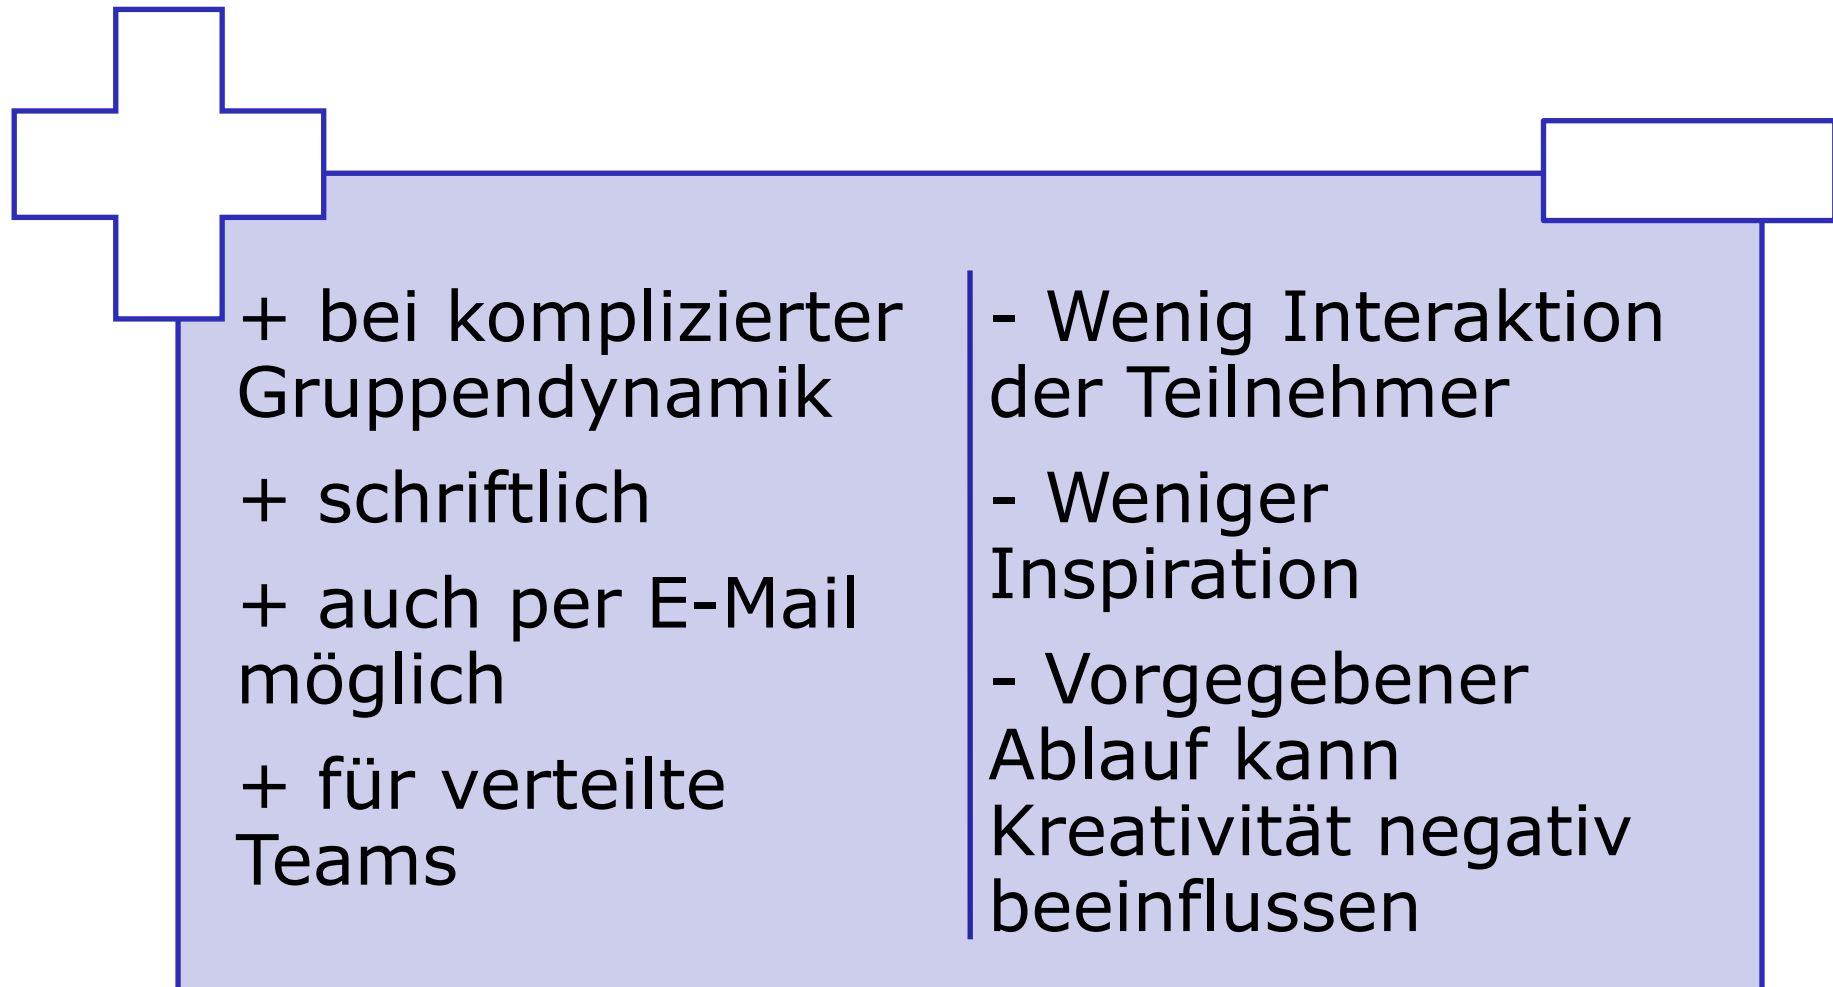 + bei komplizierter
Gruppendynamik
+ schriftlich
+ auch per E-Mail
möglich
+ für verteilte
Teams
- Wenig Interaktion
der Teilnehmer
- Weniger
Inspiration
- Vorgegebener
Ablauf kann
Kreativität negativ
beeinflussen